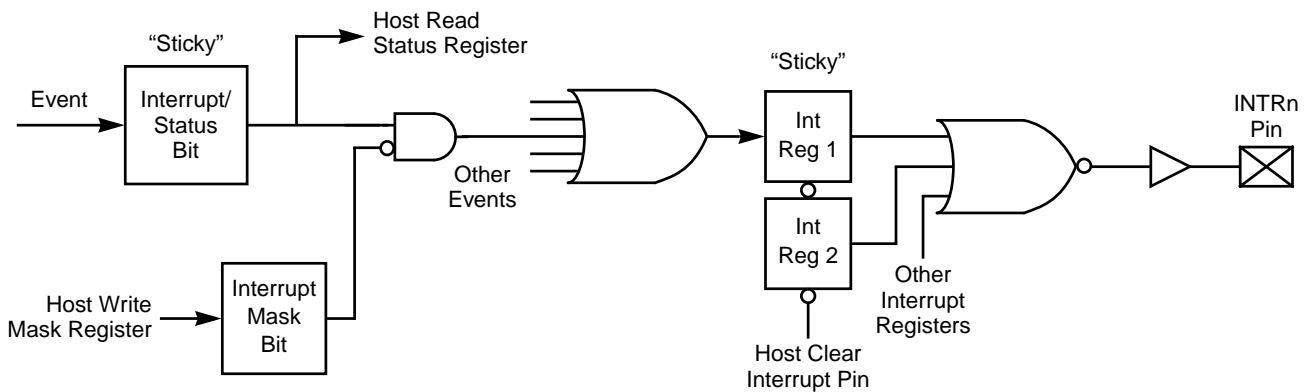 Host Read
Status Register
“Sticky”
Event
Interrupt/
Status
Bit
“Sticky”
INTRn
Pin
Int
Reg 1
Other
Events
Int
Reg 2
Other
Interrupt
Registers
Host Write
Mask Register
Interrupt
Mask
Bit
Host Clear
Interrupt Pin